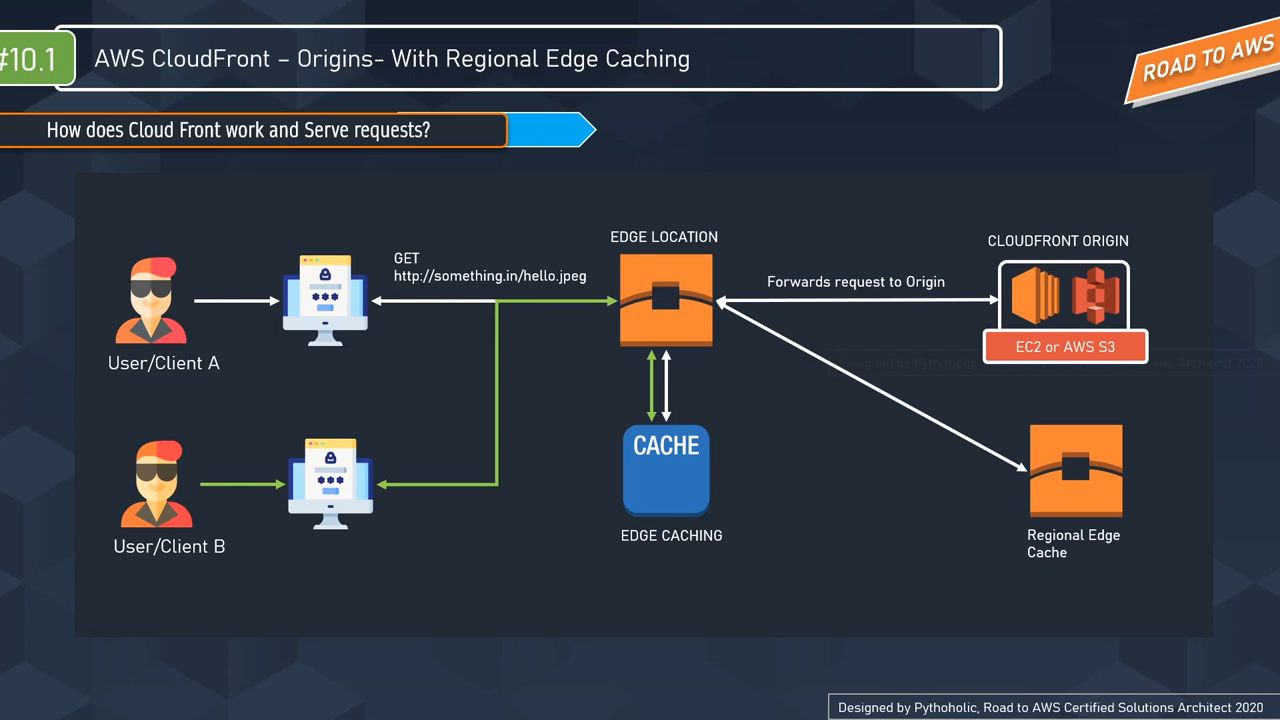 #10.1
AWS CloudFront – Origins- With Regional Edge Caching
ROAD TO AWS
How does Cloud Front work and Serve requests?
EDGE LOCATION
CLOUDFRONT ORIGIN
GET
http://something.in/hello.jpeg
Forwards request to Origin
User/Client A
EC2 or AWS S3
CACHE
EDGE CACHING
Regional Edge
Cache
User/Client B
Designed by Pythoholic, Road to AWS Certified Solutions Architect 2020